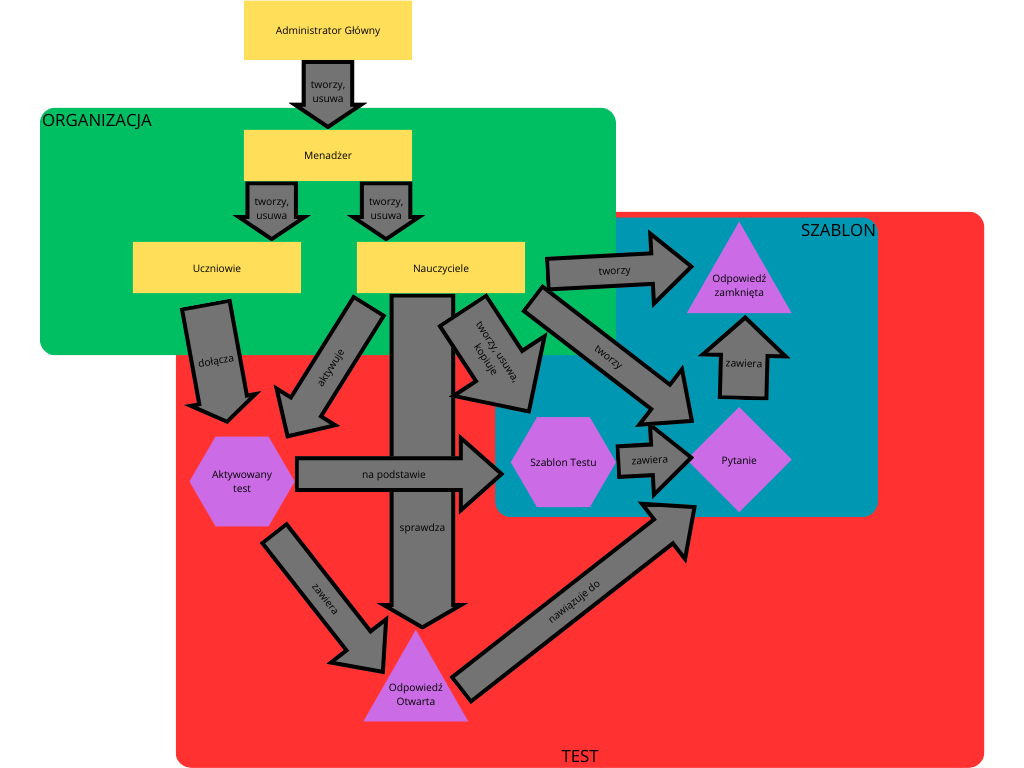 Administrator Główny
tworzy,
usuwa
ORGANIZACJA
Menadżer
tworzy,
usuwa
tworzy,
usuwa
SZABLON
Uczniowie
Nauczyciele
tworzy
Odpowiedź
zamknięta
dołącza
aktywuje
tworzy, usuwa,
kopiuje
tworzy
zawiera
Aktywowany
test
na podstawie
Szablon Testu
zawiera
Pytanie
sprawdza
zawiera
nawiązuje do
Odpowiedź
Otwarta
TEST